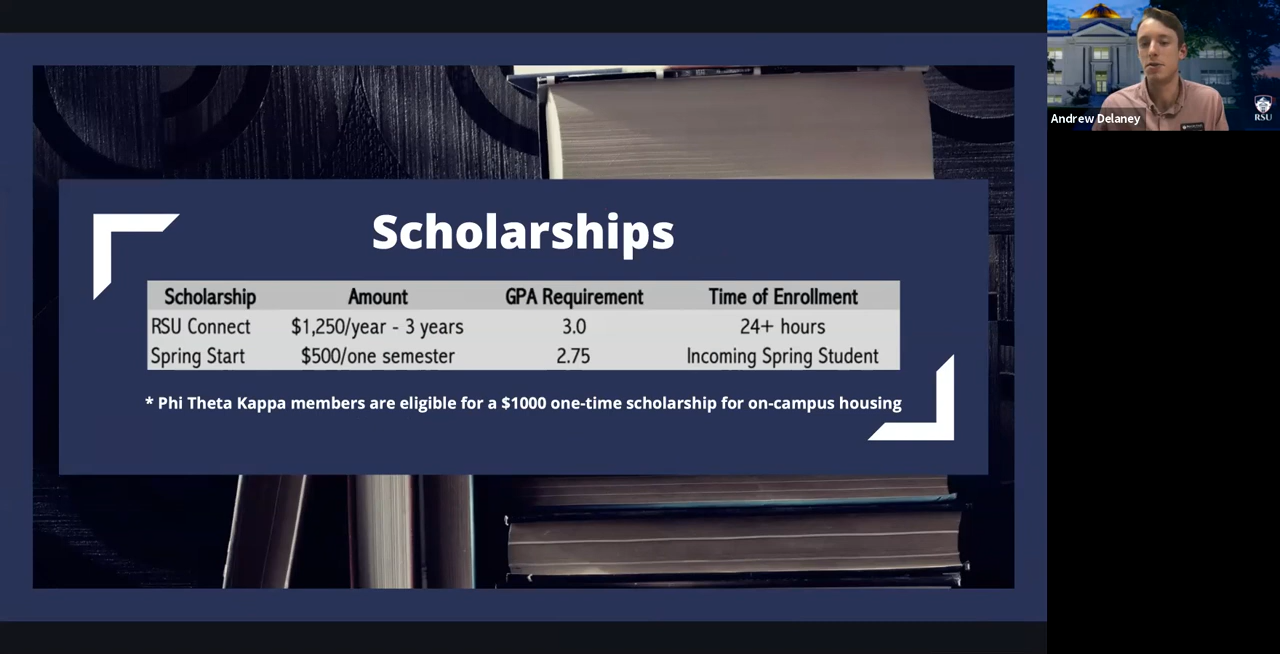 Scholarships
Scholarship Amount GPA Requirement Time of Enrollment
RSU Connect $1,250/year - 3 years 3.0 24+ hours
Spring Start $500/one semester 2.75 Incoming Spring Student
* Phi Theta Kappa members are eligible for a $1000 one-time scholarship for on-campus housing
Andrew Delaney
RSU